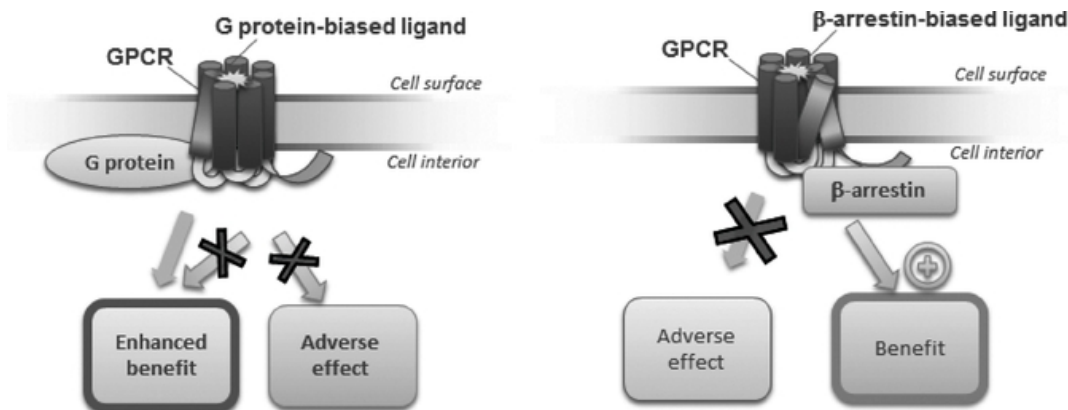 G protein-biased ligand
GPCR
Cell surface
G protein
Cell interior
Enhanced
benefit
Adverse
effect
β-arrestin-biased ligand
GPCR
Cell surface
Cell interior
β-arrestin
Adverse
effect
Benefit